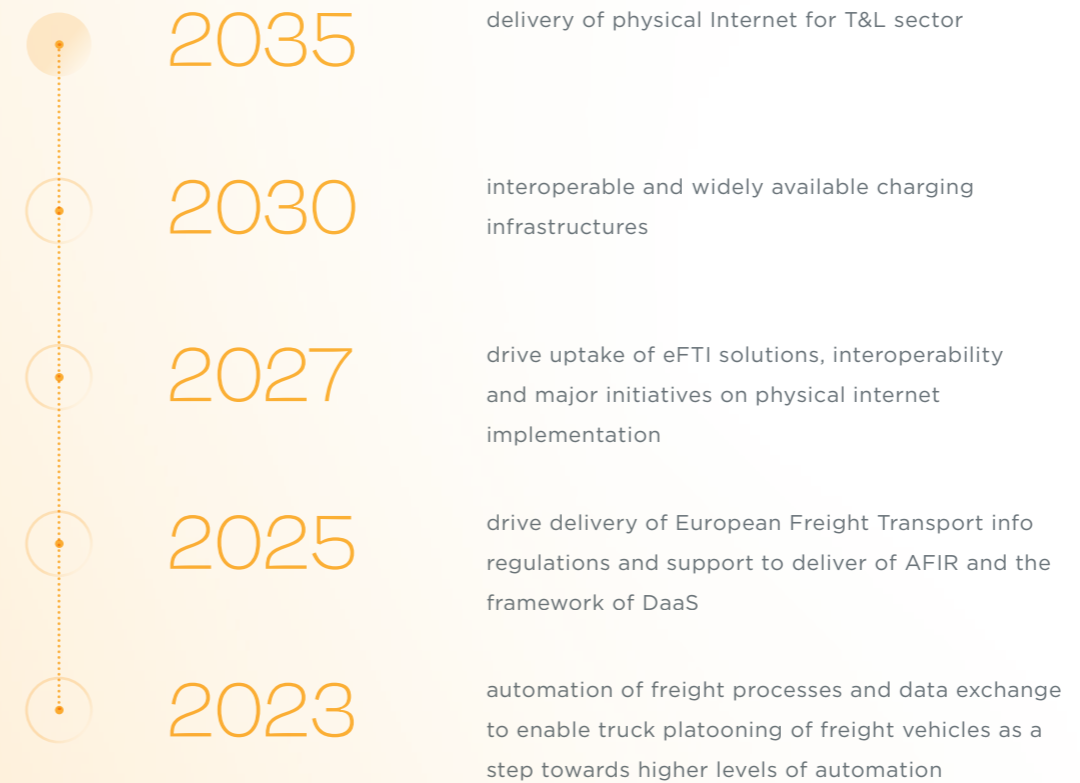 2035
delivery of physical Internet for T&L sector
2030
interoperable and widely available charging
infrastructures
2027
drive uptake of eFTI solutions, interoperability
and major initiatives on physical internet
implementation
2025
drive delivery of European Freight Transport info
regulations and support to deliver of AFIR and the
framework of DaaS
2023
automation of freight processes and data exchange
to enable truck platooning of freight vehicles as a
step towards higher levels of automation